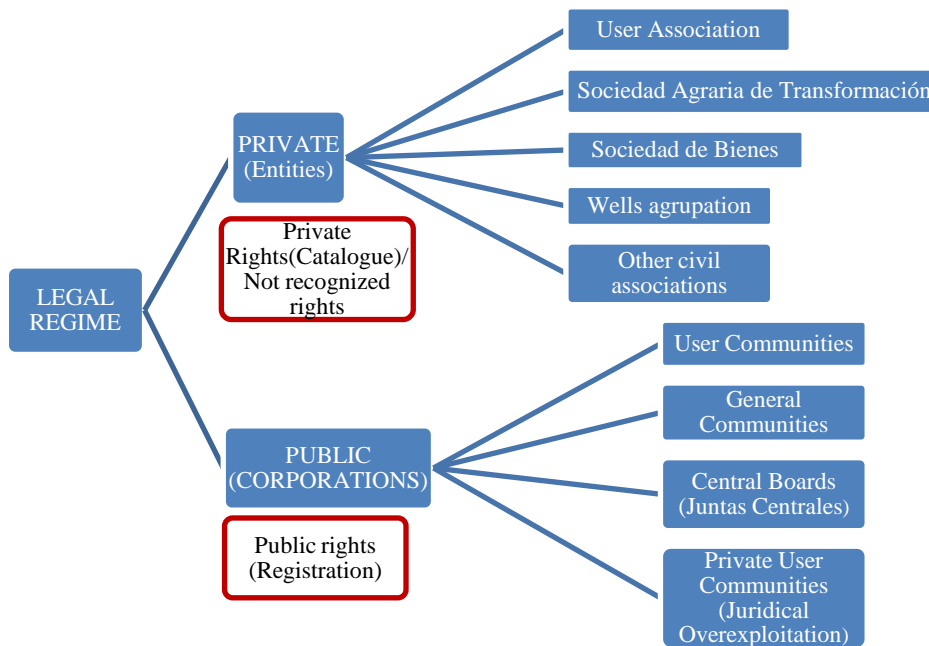 LEGAL
REGIME
PRIVATE
(Entities)
Private
Rights(Catalogue)/
Not recognized
rights
User Association
Sociedad Agraria de Transformación
Sociedad de Bienes
Wells agrupation
Other civil
associations
PUBLIC
(CORPORATIONS)
Public rights
(Registration)
User Communities
General
Communities
Central Boards
(Juntas Centrales)
Private User
Communities
(Juridical
Overexploitation)